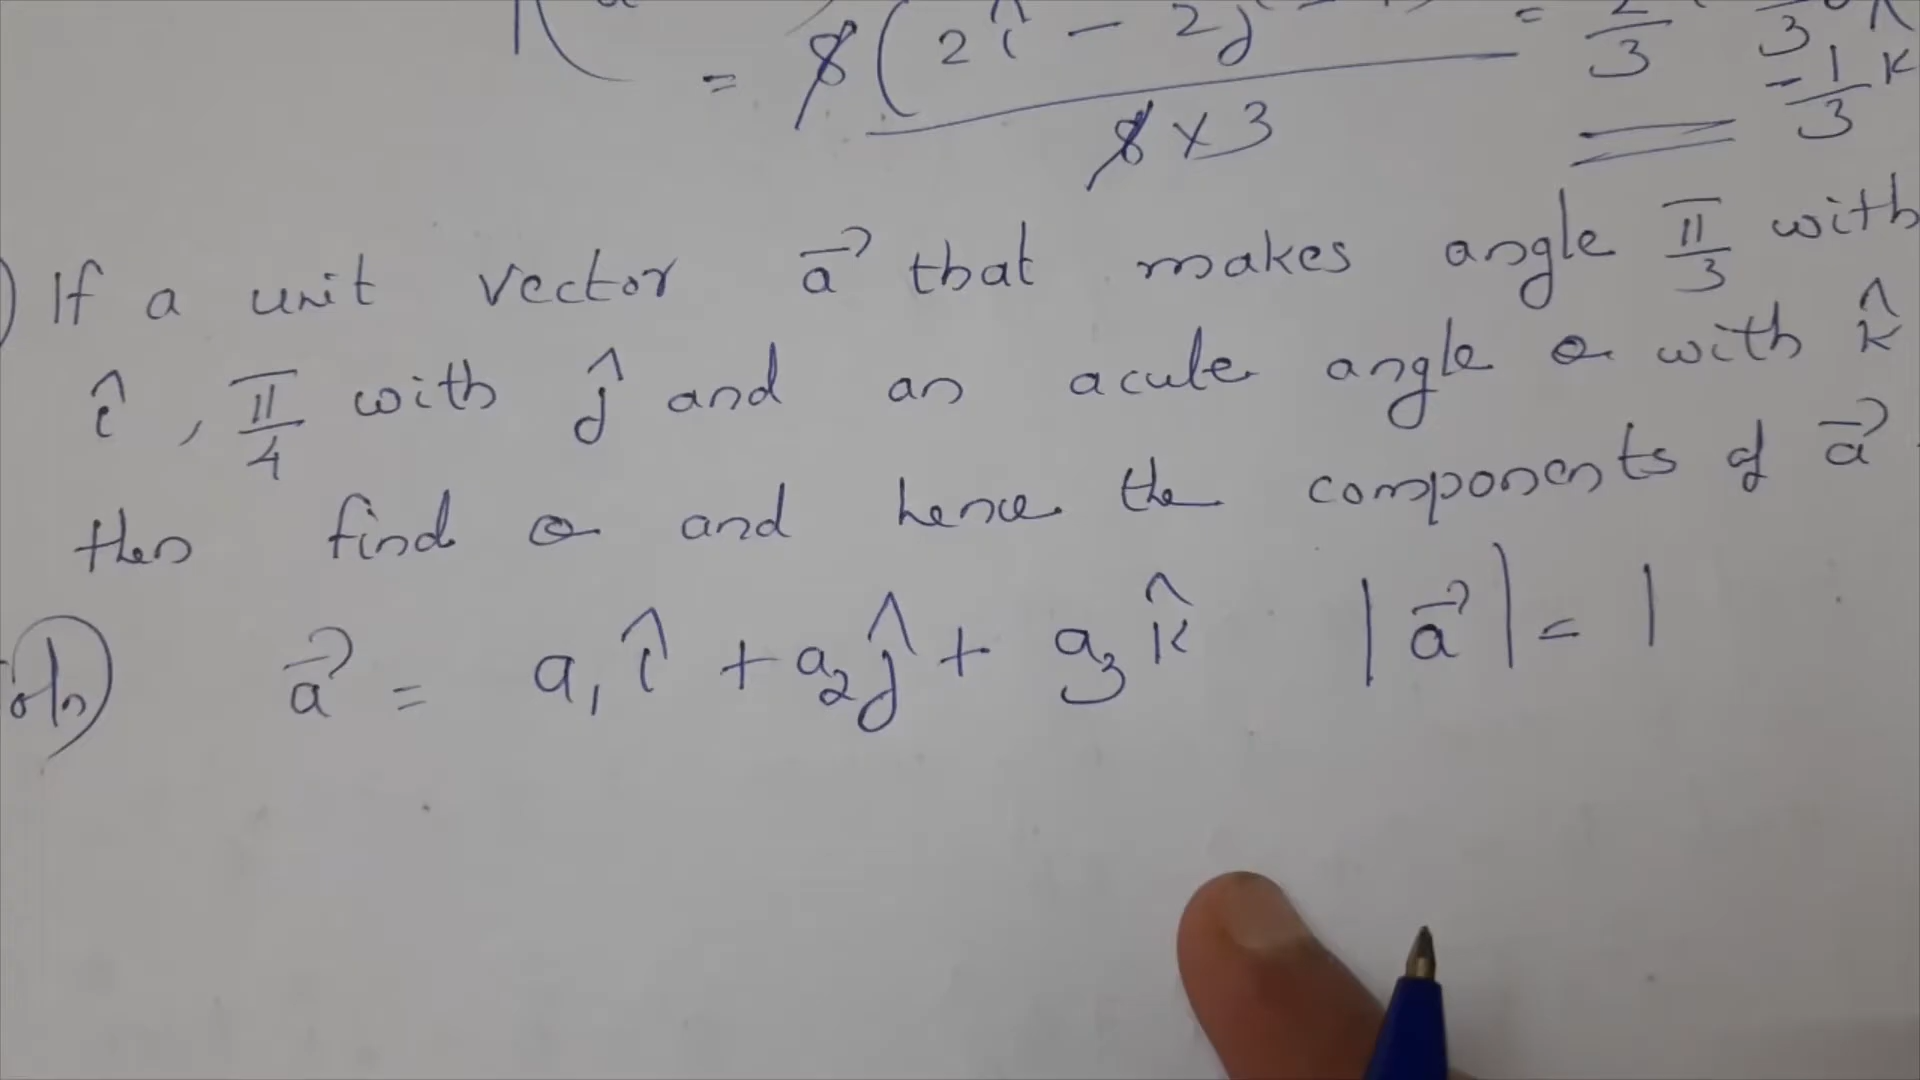 = 8(2î - 2ĵ = 2/3
8 x 3 - 1/3 k
If a unit vector a⃗ that makes angle π/3 with
î, π/4 with ĵ and an acute angle θ with k̂
then find θ and hence the components of a⃗
Soln) a⃗ = a₁î + a₂ĵ + a₃k̂ |a⃗| = 1